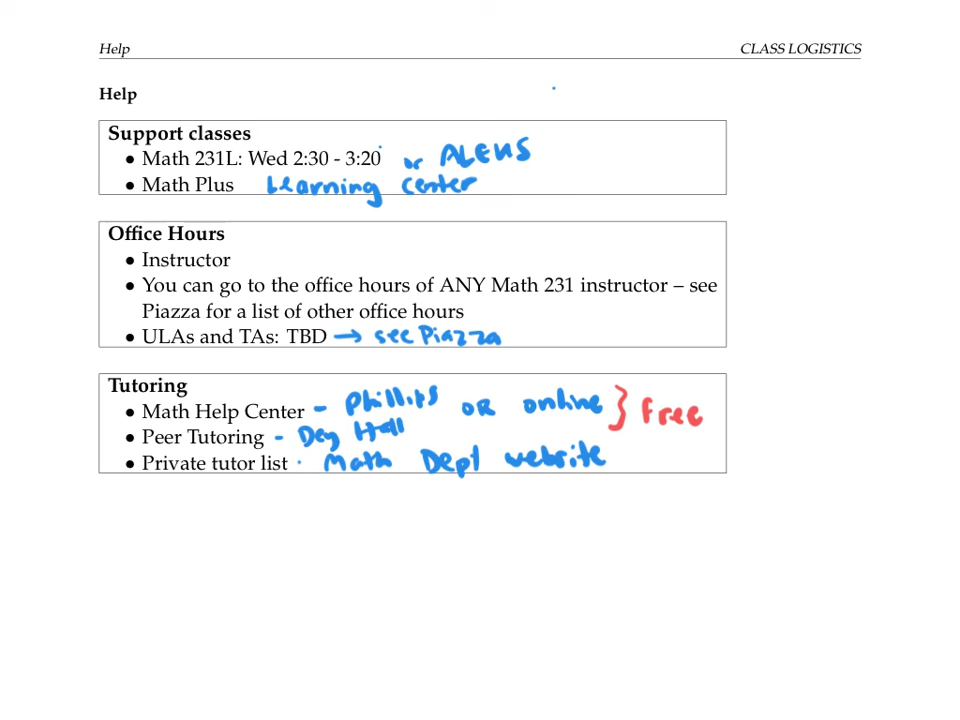 Help CLASS LOGISTICS
Help
Support classes
• Math 231L: Wed 2:30 - 3:20 or ALEKS
• Math Plus Learning center
Office Hours
• Instructor
• You can go to the office hours of ANY Math 231 instructor – see
Piazza for a list of other office hours
• ULAs and TAs: TBD → see Piazza
Tutoring
• Math Help Center - Phillips OR online } Free
• Peer Tutoring - Dey Hall
• Private tutor list - Math Dept website